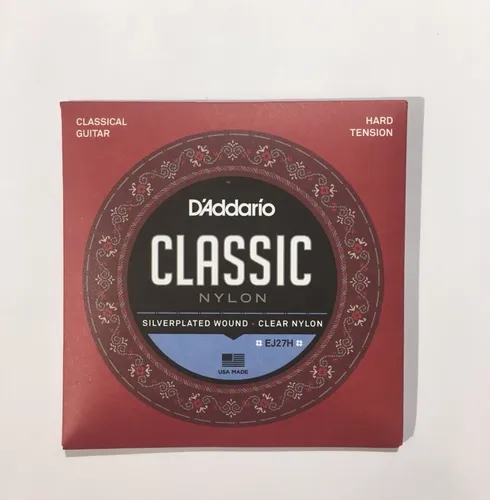 CLASSICAL
GUITAR
HARD
TENSION
D'Addario
CLASSIC
NYLON
SILVERPLATED WOUND · CLEAR NYLON
EJ27H
USA MADE